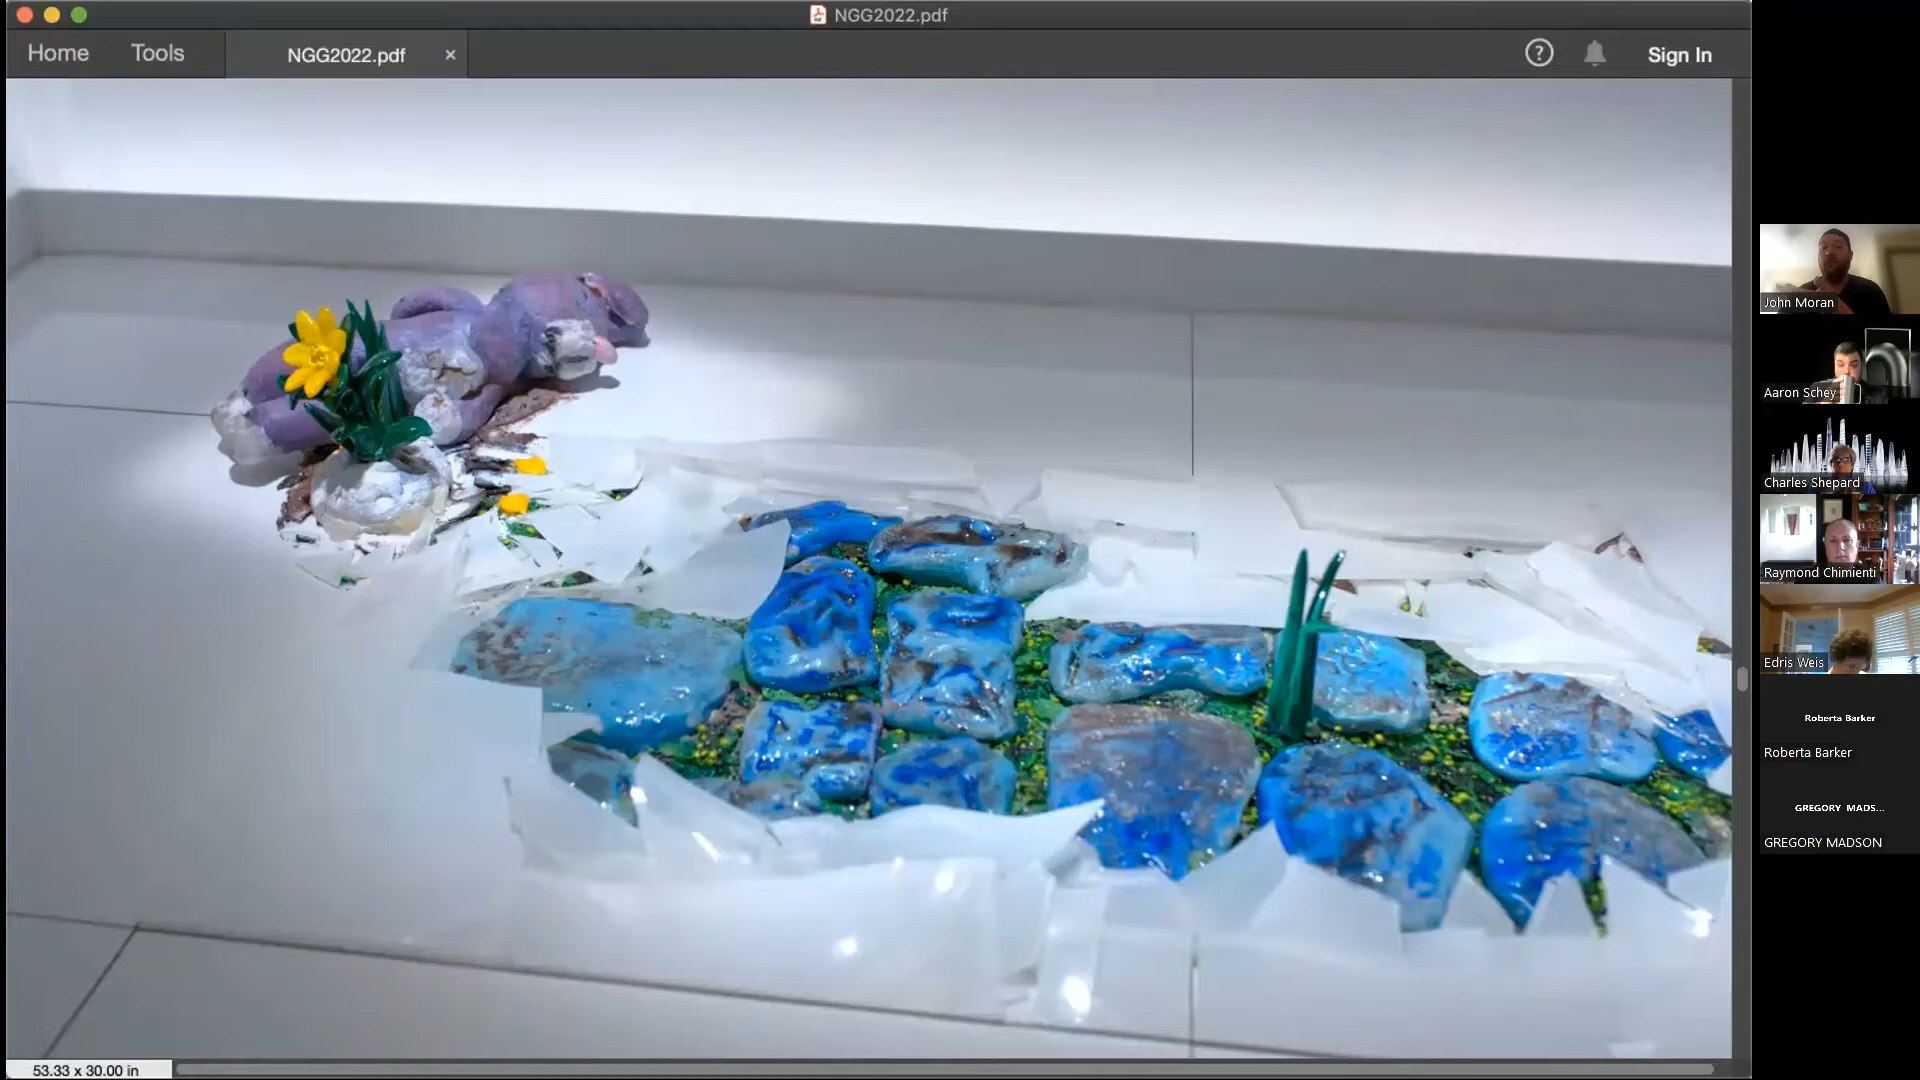 NGG2022.pdf
Home
Tools
NGG2022.pdf
×
Sign In
John Moran
Aaron Schey
Charles Shepard
Raymond Chimienti
Edris Weis
Roberta Barker
Roberta Barker
GREGORY MADS...
GREGORY MADSON
53.33 x 30.00 in